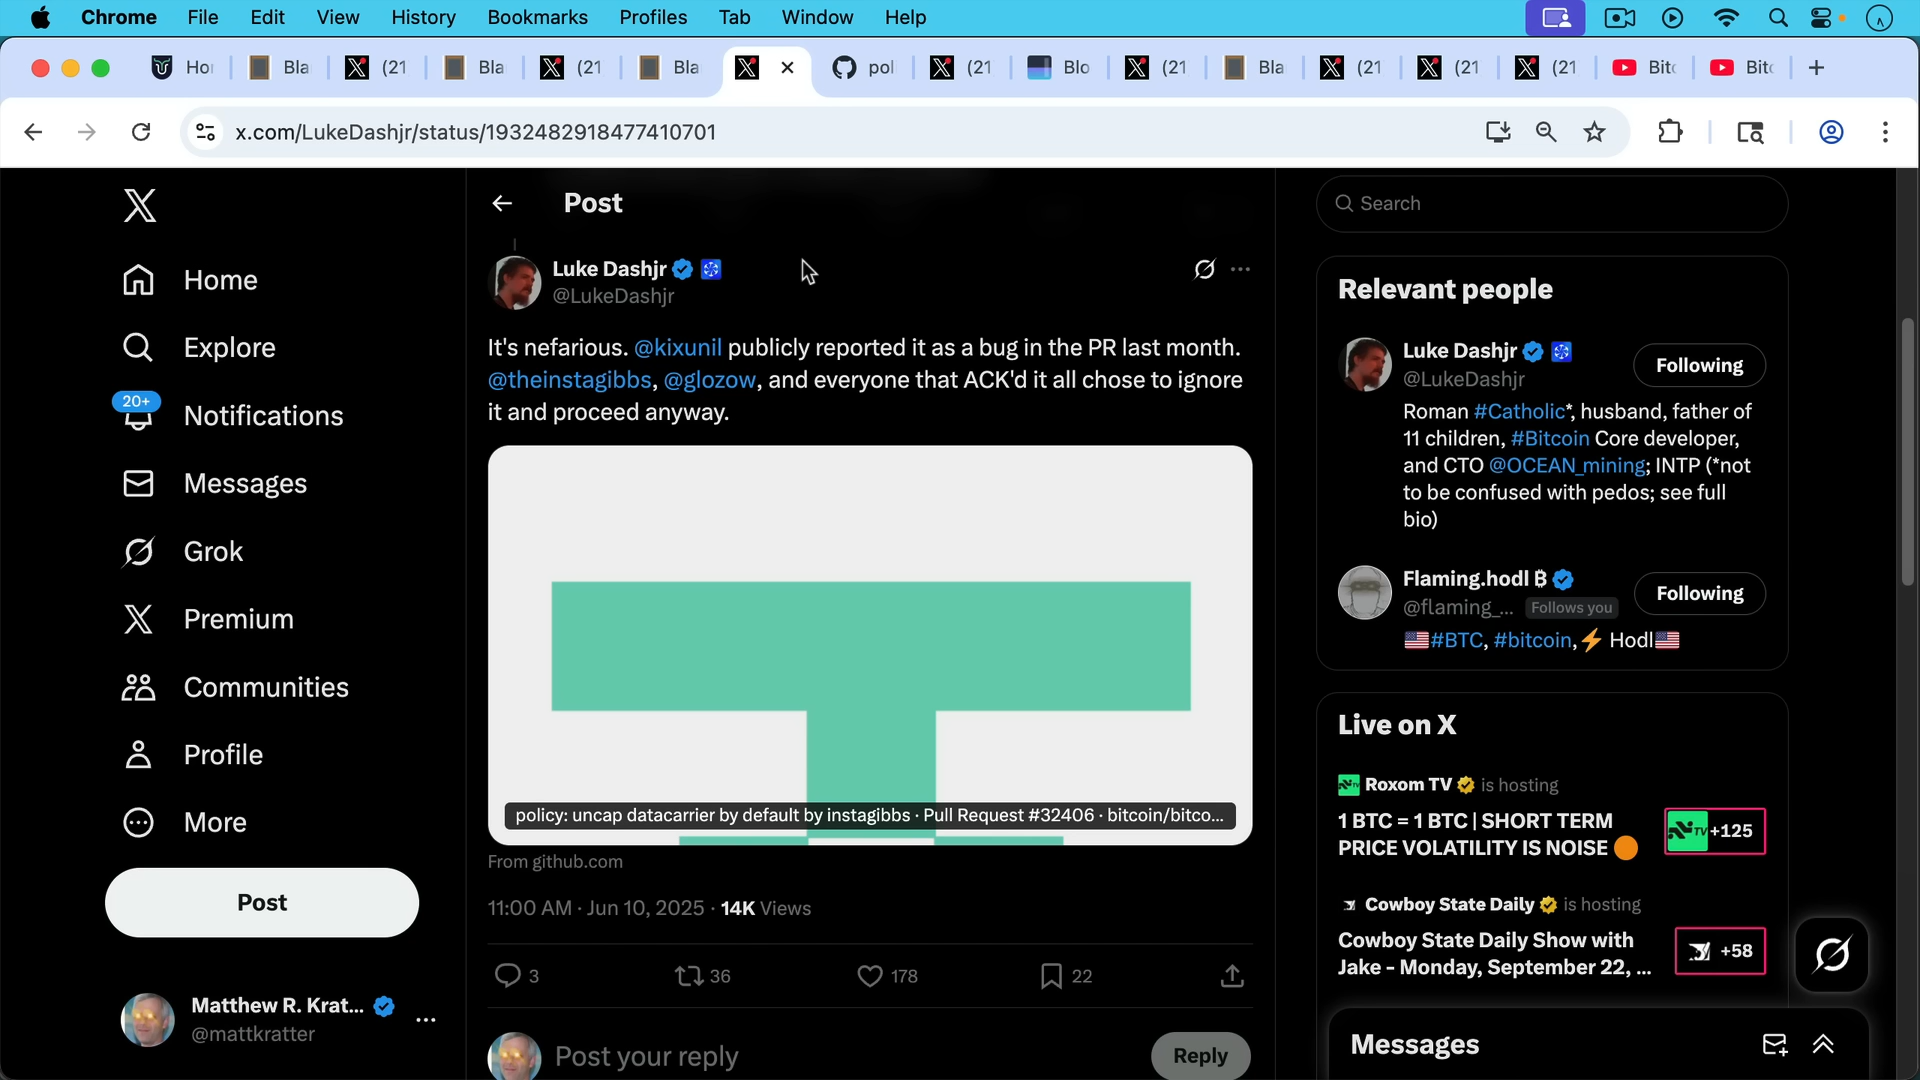 Chrome File Edit View History Bookmarks Profiles Tab Window Help
Hor Bla (21 Bla (21 Bla pol (21 Blo (21 Bla (21 (21 (21 Bitc Bitc
x.com/LukeDashjr/status/1932482918477410701
Home
Explore
20+
Notifications
Messages
Grok
Premium
Communities
Profile
More
Post
Matthew R. Krat...
@mattkratter
Post
Luke Dashjr
@LukeDashjr
It's nefarious. @kixunil publicly reported it as a bug in the PR last month.
@theinstagibbs, @glozow, and everyone that ACK'd it all chose to ignore
it and proceed anyway.
policy: uncap datacarrier by default by instagibbs · Pull Request #32406 · bitcoin/bitco...
From github.com
11:00 AM · Jun 10, 2025 · 14K Views
3 36 178 22
Post your reply
Reply
Search
Relevant people
Luke Dashjr
@LukeDashjr
Following
Roman #Catholic*, husband, father of
11 children, #Bitcoin Core developer,
and CTO @OCEAN_mining; INTP (*not
to be confused with pedos; see full
bio)
Flaming.hodl ₿
@flaming_... Follows you
Following
🇺🇸#BTC, #bitcoin,⚡ Hodl🇺🇸
Live on X
Roxom TV is hosting
1 BTC = 1 BTC | SHORT TERM
PRICE VOLATILITY IS NOISE 🟠
TV +125
Cowboy State Daily is hosting
Cowboy State Daily Show with
Jake - Monday, September 22, ...
+58
Messages